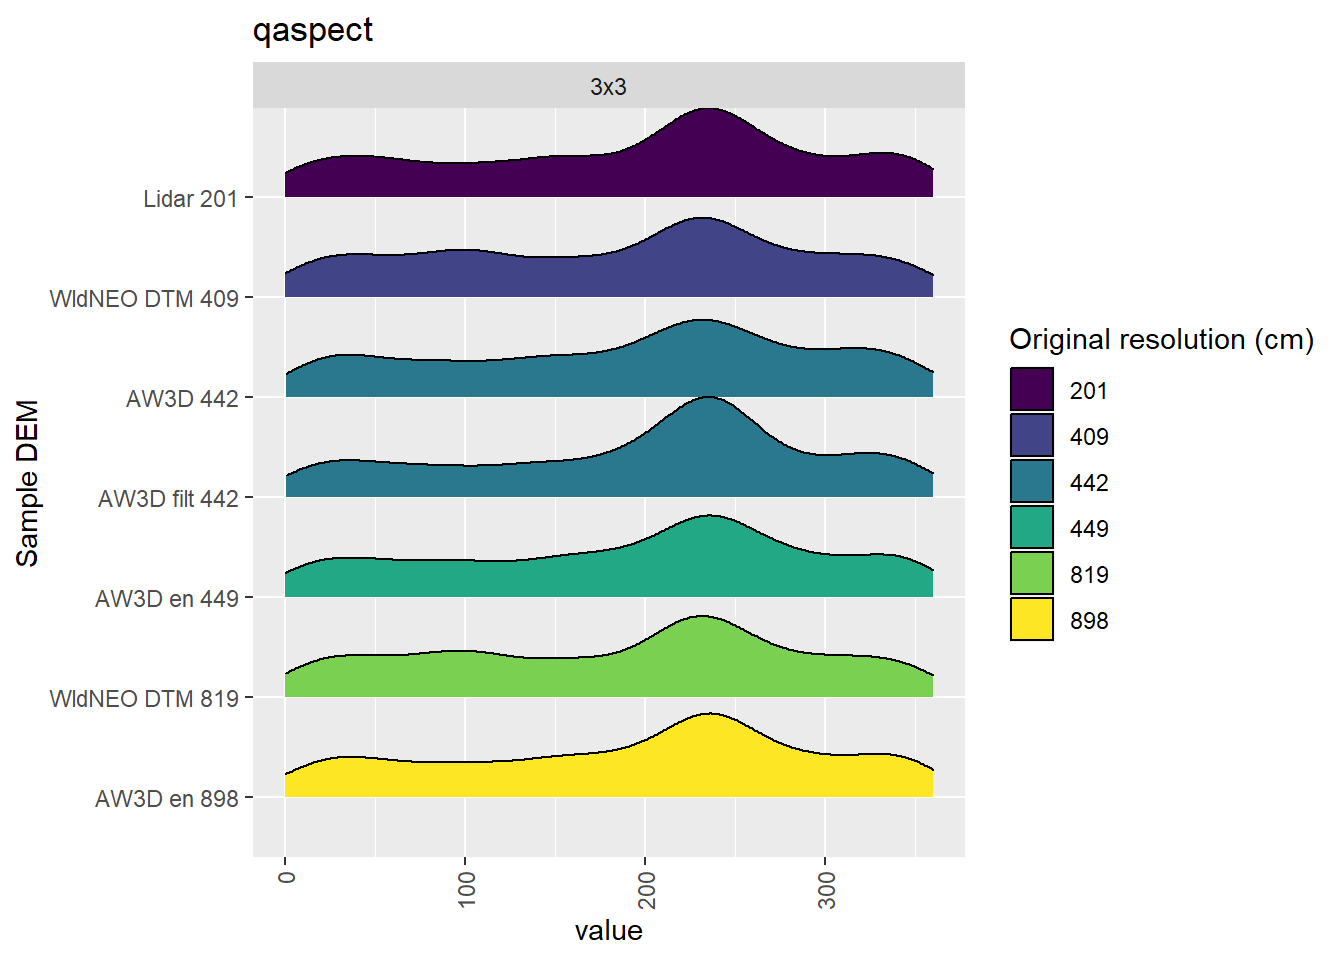 qaspect
3x3
Sample DEM
Lidar 201
WldNEO DTM 409
AW3D 442
AW3D filt 442
AW3D en 449
WldNEO DTM 819
AW3D en 898
0
100
200
300
value
Original resolution (cm)
201
409
442
449
819
898